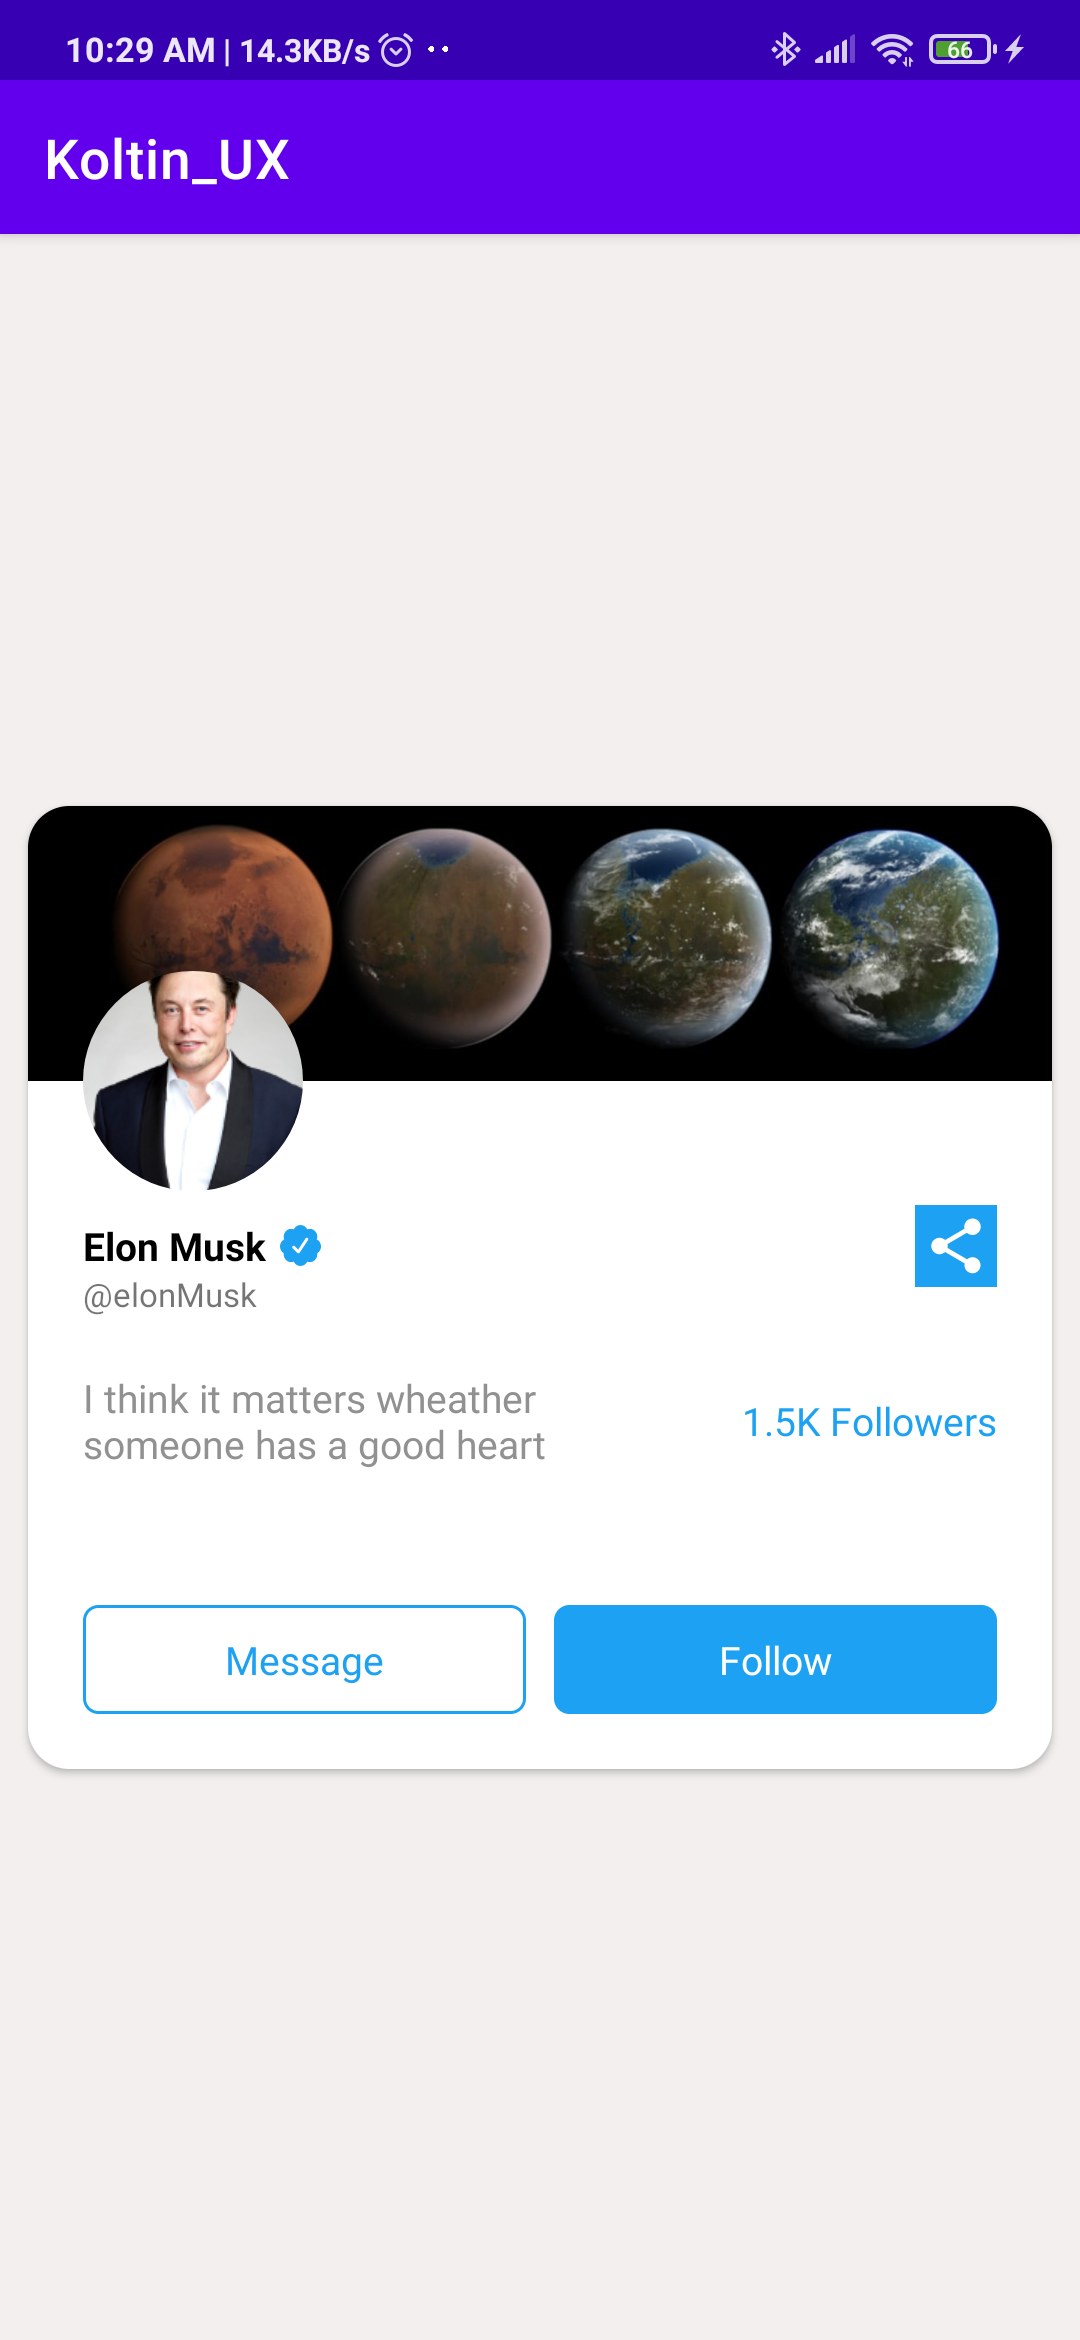 10:29 AM | 14.3KB/s
66
Koltin_UX
Elon Musk
@elonMusk
I think it matters wheather
someone has a good heart
1.5K Followers
Message
Follow